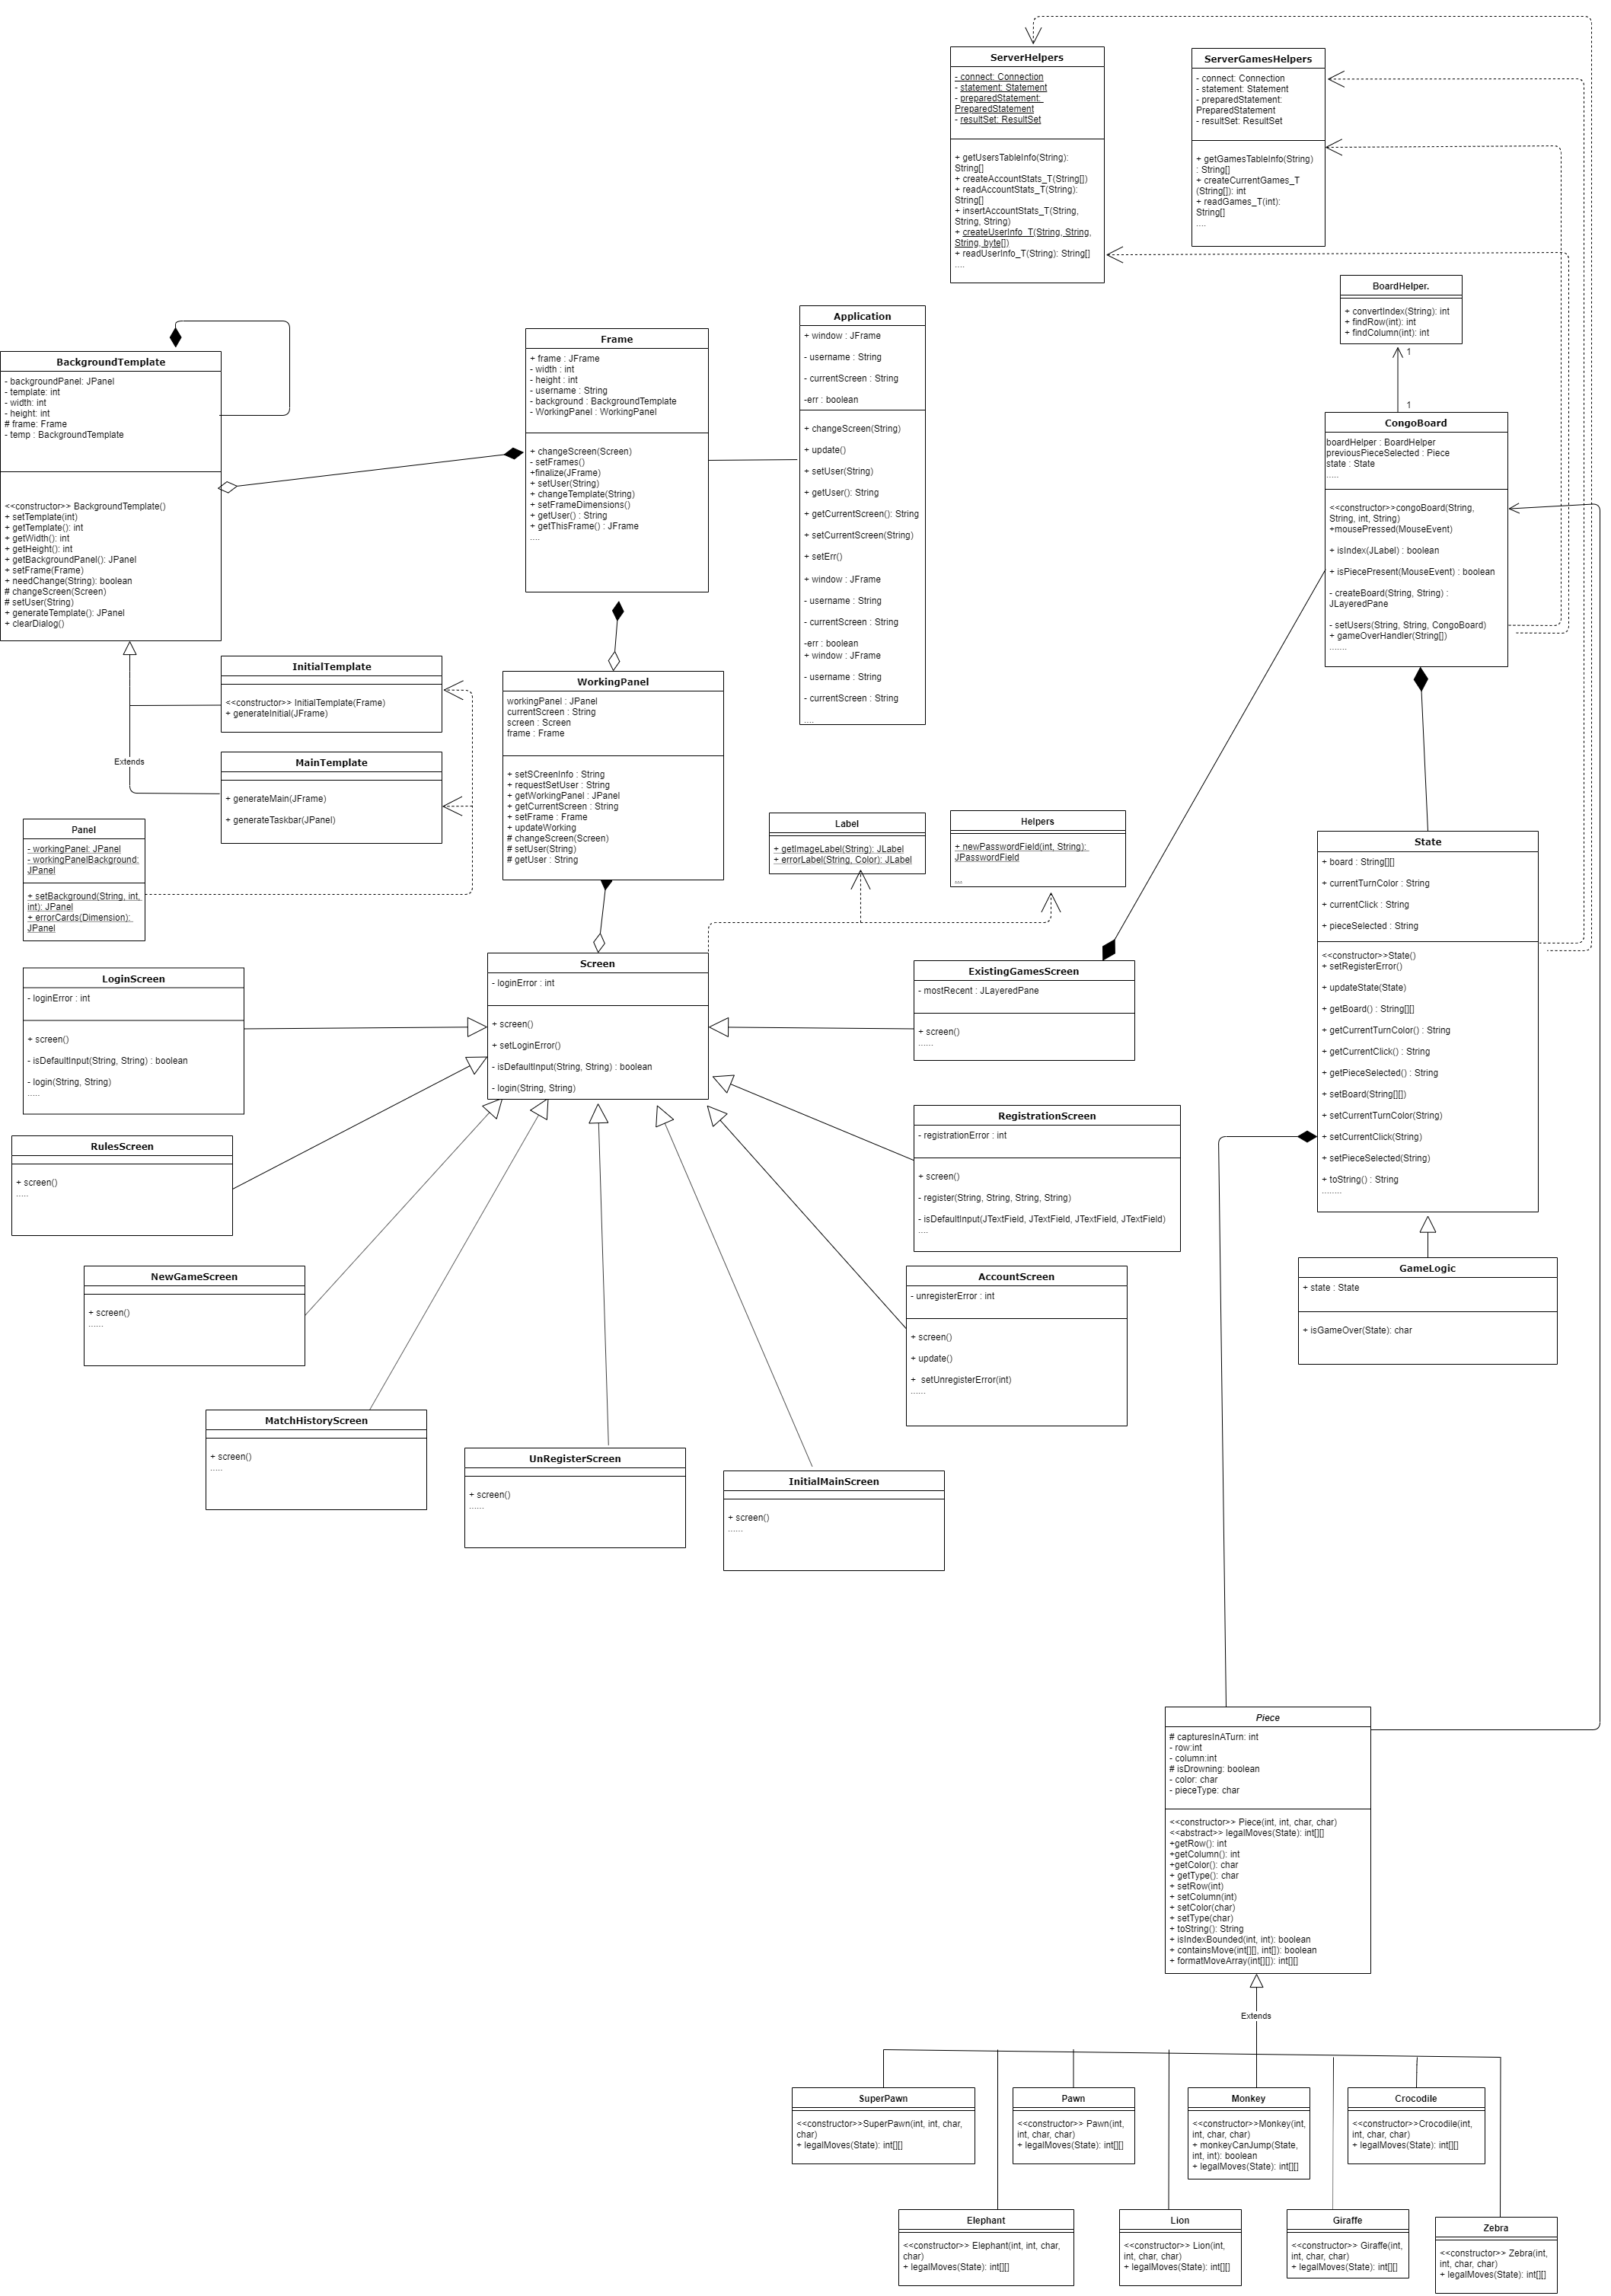 ServerHelpers
- connect: Connection
- statement: Statement
- preparedStatement:
PreparedStatement
- resultSet: ResultSet
+ getUsersTableInfo(String):
String[]
+ createAccountStats_T(String[])
+ readAccountStats_T(String):
String[]
+ insertAccountStats_T(String,
String, String)
+ createUserInfo_T(String, String,
String, byte[])
+ readUserInfo_T(String): String[]
....
ServerGamesHelpers
- connect: Connection
- statement: Statement
- preparedStatement:
PreparedStatement
- resultSet: ResultSet
+ getGamesTableInfo(String)
: String[]
+ createCurrentGames_T
(String[]): int
+ readGames_T(int):
String[]
....
BoardHelper.
+ convertIndex(String): int
+ findRow(int): int
+ findColumn(int): int
1
1
BackgroundTemplate
- backgroundPanel: JPanel
- template: int
- width: int
- height: int
# frame: Frame
- temp : BackgroundTemplate
<<constructor>> BackgroundTemplate()
+ setTemplate(int)
+ getTemplate(): int
+ getWidth(): int
+ getHeight(): int
+ getBackgroundPanel(): JPanel
+ setFrame(Frame)
+ needChange(String): boolean
# changeScreen(Screen)
# setUser(String)
+ generateTemplate(): JPanel
+ clearDialog()
Frame
+ frame : JFrame
- width : int
- height : int
- username : String
- background : BackgroundTemplate
- WorkingPanel : WorkingPanel
+ changeScreen(Screen)
- setFrames()
+finalize(JFrame)
+ setUser(String)
+ changeTemplate(String)
+ setFrameDimensions()
+ getUser() : String
+ getThisFrame() : JFrame
....
Application
+ window : JFrame
- username : String
- currentScreen : String
-err : boolean
+ changeScreen(String)
+ update()
+ setUser(String)
+ getUser(): String
+ getCurrentScreen(): String
+ setCurrentScreen(String)
+ setErr()
+ window : JFrame
- username : String
- currentScreen : String
-err : boolean
+ window : JFrame
- username : String
- currentScreen : String
....
CongoBoard
boardHelper : BoardHelper
previousPieceSelected : Piece
state : State
.....
<<constructor>>congoBoard(String,
String, int, String)
+mousePressed(MouseEvent)
+ isIndex(JLabel) : boolean
+ isPiecePresent(MouseEvent) : boolean
- createBoard(String, String) :
JLayeredPane
- setUsers(String, String, CongoBoard)
+ gameOverHandler(String[])
.......
InitialTemplate
<<constructor>> InitialTemplate(Frame)
+ generateInitial(JFrame)
Extends
MainTemplate
+ generateMain(JFrame)
+ generateTaskbar(JPanel)
Panel
- workingPanel: JPanel
- workingPanelBackground:
JPanel
+ setBackground(String, int,
int): JPanel
+ errorCards(Dimension):
JPanel
WorkingPanel
workingPanel : JPanel
currentScreen : String
screen : Screen
frame : Frame
+ setSCreenInfo : String
+ requestSetUser : String
+ getWorkingPanel : JPanel
+ getCurrentScreen : String
+ setFrame : Frame
+ updateWorking
# changeScreen(Screen)
# setUser(String)
# getUser : String
Label
+ getImageLabel(String): JLabel
+ errorLabel(String, Color): JLabel
Helpers
+ newPasswordField(int, String):
JPasswordField
...
State
+ board : String[][]
+ currentTurnColor : String
+ currentClick : String
+ pieceSelected : String
<<constructor>>State()
+ setRegisterError()
+ updateState(State)
+ getBoard() : String[][]
+ getCurrentTurnColor() : String
+ getCurrentClick() : String
+ getPieceSelected() : String
+ setBoard(String[][])
+ setCurrentTurnColor(String)
+ setCurrentClick(String)
+ setPieceSelected(String)
+ toString() : String
........
LoginScreen
- loginError : int
+ screen()
- isDefaultInput(String, String) : boolean
- login(String, String)
.....
Screen
- loginError : int
+ screen()
+ setLoginError()
- isDefaultInput(String, String) : boolean
- login(String, String)
ExistingGamesScreen
- mostRecent : JLayeredPane
+ screen()
......
RulesScreen
+ screen()
.....
RegistrationScreen
- registrationError : int
+ screen()
- register(String, String, String, String)
- isDefaultInput(JTextField, JTextField, JTextField, JTextField)
....
NewGameScreen
+ screen()
......
AccountScreen
- unregisterError : int
+ screen()
+ update()
+  setUnregisterError(int)
......
GameLogic
+ state : State
+ isGameOver(State): char
MatchHistoryScreen
+ screen()
.....
UnRegisterScreen
+ screen()
......
InitialMainScreen
+ screen()
......
Piece
# capturesInATurn: int
- row:int
- column:int
# isDrowning: boolean
- color: char
- pieceType: char
<<constructor>> Piece(int, int, char, char)
<<abstract>> legalMoves(State): int[][]
+getRow(): int
+getColumn(): int
+getColor(): char
+ getType(): char
+ setRow(int)
+ setColumn(int)
+ setColor(char)
+ setType(char)
+ toString(): String
+ isIndexBounded(int, int): boolean
+ containsMove(int[][], int[]): boolean
+ formatMoveArray(int[][]): int[][]
Extends
SuperPawn
<<constructor>>SuperPawn(int, int, char,
char)
+ legalMoves(State): int[][]
Pawn
<<constructor>> Pawn(int,
int, char, char)
+ legalMoves(State): int[][]
Monkey
<<constructor>>Monkey(int,
int, char, char)
+ monkeyCanJump(State,
int, int): boolean
+ legalMoves(State): int[][]
Crocodile
<<constructor>>Crocodile(int,
int, char, char)
+ legalMoves(State): int[][]
Elephant
<<constructor>> Elephant(int, int, char,
char)
+ legalMoves(State): int[][]
Lion
<<constructor>> Lion(int,
int, char, char)
+ legalMoves(State): int[][]
Giraffe
<<constructor>> Giraffe(int,
int, char, char)
+ legalMoves(State): int[][]
Zebra
<<constructor>> Zebra(int,
int, char, char)
+ legalMoves(State): int[][]